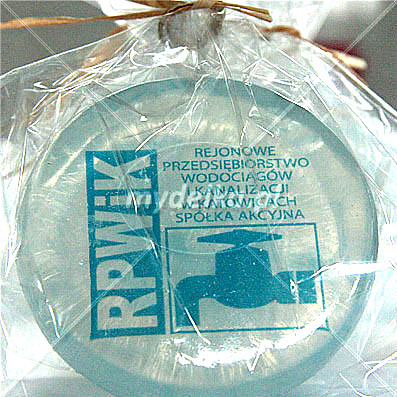 RPWiK
REJONOWE
PRZEDSIĘBIORSTWO
WODOCIĄGÓW
I KANALIZACJI
W KATOWICACH
SPÓŁKA AKCYJNA